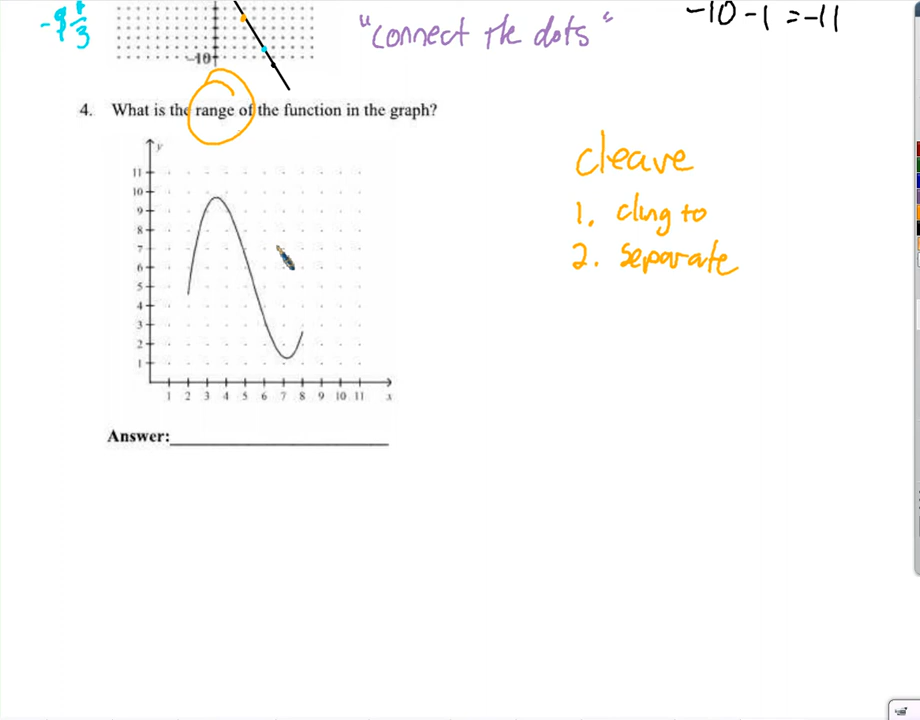 -9 1/3
"connect the dots"
-10 -1 = -11
-10
4. What is the range of the function in the graph?
y
11
10
9
8
7
6
5
4
3
2
1
1 2 3 4 5 6 7 8 9 10 11 x
cleave
1. cling to
2. separate
Answer: